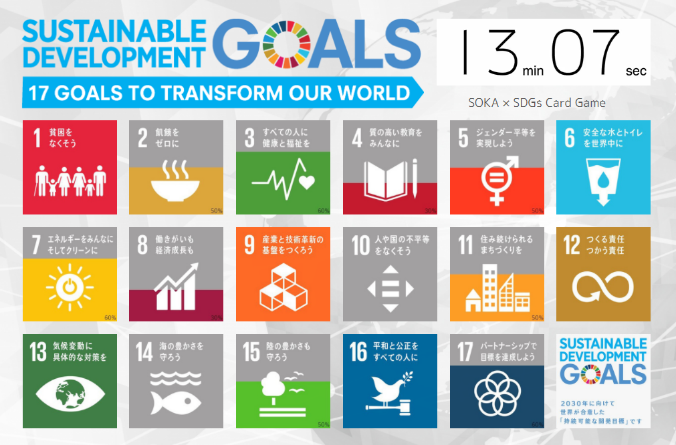 SUSTAINABLE
DEVELOPMENT
GOALS
13 min 07 sec
17 GOALS TO TRANSFORM OUR WORLD
SOKA × SDGs Card Game
1 貧困を
なくそう
2 飢餓を
ゼロに
50%
3 すべての人に
健康と福祉を
60%
4 質の高い教育を
みんなに
5 ジェンダー平等を
実現しよう
50%
6 安全な水とトイレ
を世界中に
7 エネルギーをみんなに
そしてクリーンに
60%
8 働きがいも
経済成長も
9 産業と技術革新の
基盤をつくろう
10 人や国の不平等
をなくそう
11 住み続けられる
まちづくりを
50%
12 つくる責任
つかう責任
13 気候変動に
具体的な対策を
14 海の豊かさを
守ろう
15 陸の豊かさも
守ろう
50%
16 平和と公正を
すべての人に
17 パートナーシップで
目標を達成しよう
SUSTAINABLE
DEVELOPMENT
GOALS
2030年に向けて
世界が合意した
「持続可能な開発目標」です